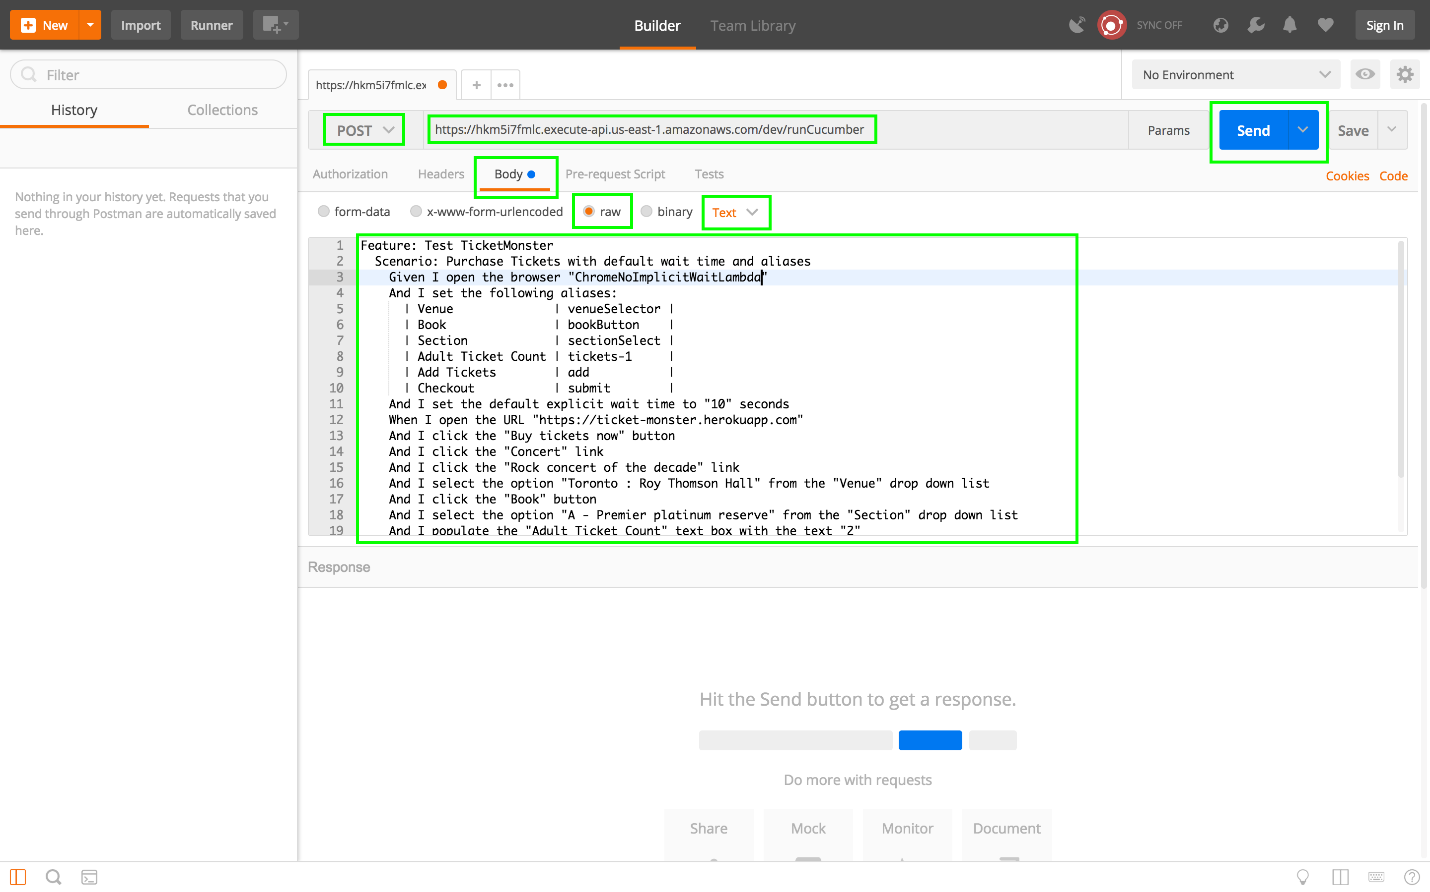 New
Import
Runner
Builder
Team Library
SYNC OFF
Sign In
Filter
History
Collections
Nothing in your history yet. Requests that you
send through Postman are automatically saved
here.
https://hkm5i7fmlc.ex
No Environment
POST
https://hkm5i7fmlc.execute-api.us-east-1.amazonaws.com/dev/runCucumber
Params
Send
Save
Authorization
Headers
Body
Pre-request Script
Tests
Cookies
Code
form-data
x-www-form-urlencoded
raw
binary
Text
1 Feature: Test TicketMonster
2 Scenario: Purchase Tickets with default wait time and aliases
3 Given I open the browser "ChromeNoImplicitWaitLambda"
4 And I set the following aliases:
5 | Venue | venueSelector |
6 | Book | bookButton |
7 | Section | sectionSelect |
8 | Adult Ticket Count | tickets-1 |
9 | Add Tickets | add |
10 | Checkout | submit |
11 And I set the default explicit wait time to "10" seconds
12 When I open the URL "https://ticket-monster.herokuapp.com"
13 And I click the "Buy tickets now" button
14 And I click the "Concert" link
15 And I click the "Rock concert of the decade" link
16 And I select the option "Toronto : Roy Thomson Hall" from the "Venue" drop down list
17 And I click the "Book" button
18 And I select the option "A - Premier platinum reserve" from the "Section" drop down list
19 And I populate the "Adult Ticket Count" text box with the text "2"
Response
Hit the Send button to get a response.
Do more with requests
Share
Mock
Monitor
Document